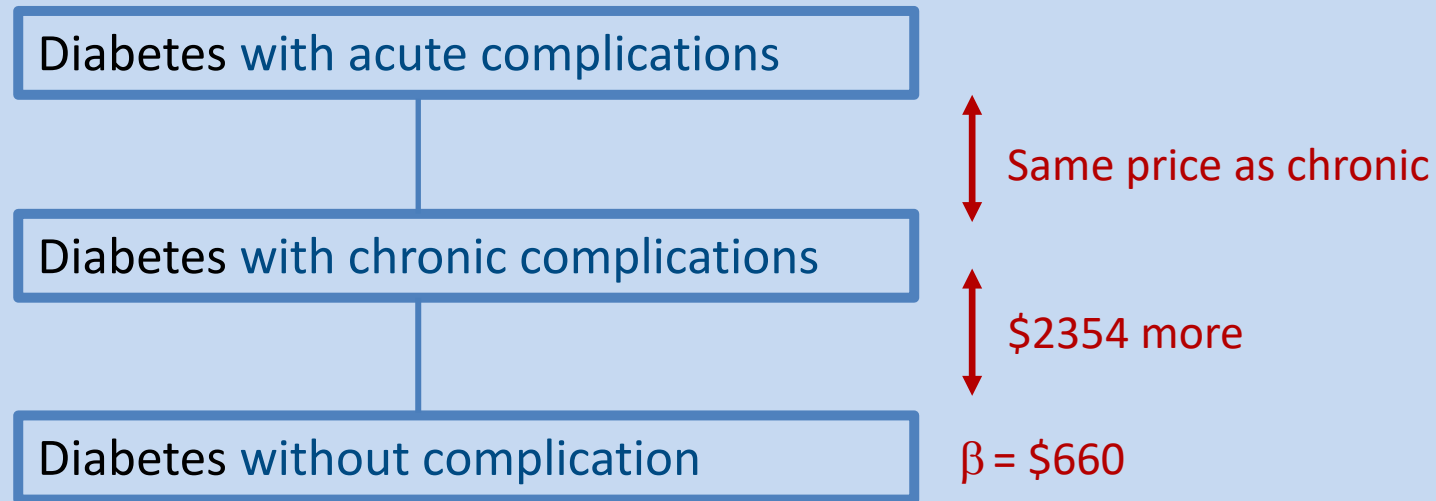 Diabetes with acute complications
Same price as chronic
Diabetes with chronic complications
$2354 more
Diabetes without complication
β = $660